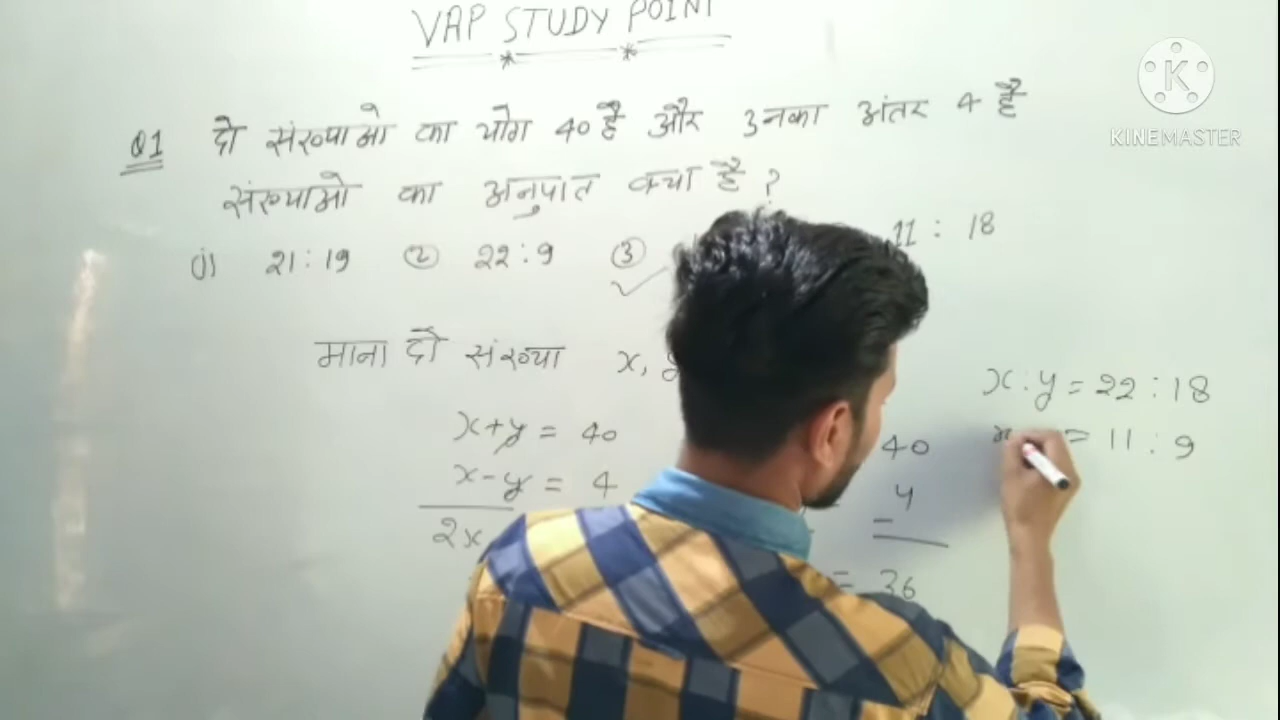 VAP STUDY POINT
KINEMASTER
Q1 दो संख्याओ का योग 40 है और उनका अंतर 4 है
संख्याओ का अनुपात क्या है ?
(1) 21 : 19 (2) 22 : 9 (3) 11 : 18
माना दो संख्या x, y
x + y = 40
x - y = 4
2x
40
- 4
= 36
x : y = 22 : 18
= 11 : 9